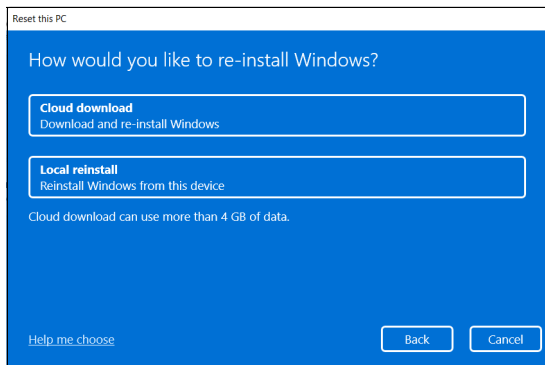 Reset this PC
How would you like to re-install Windows?
Cloud download
Download and re-install Windows
Local reinstall
Reinstall Windows from this device
Cloud download can use more than 4 GB of data.
Help me choose
Back
Cancel